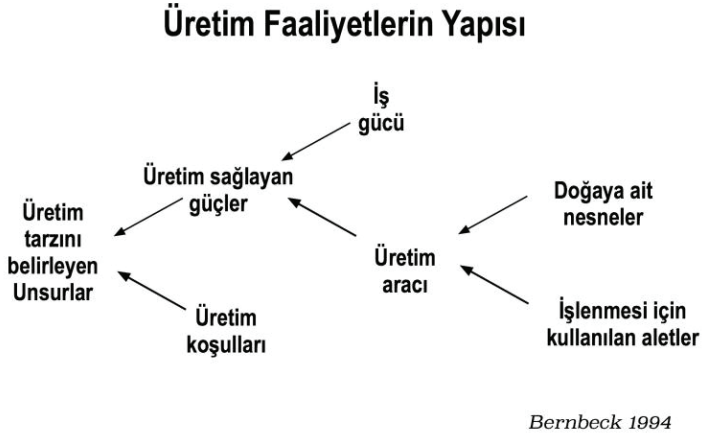 Üretim Faaliyetlerin Yapısı
İş
gücü
Üretim sağlayan
güçler
Doğaya ait
nesneler
Üretim
tarzını
belirleyen
Unsurlar
Üretim
aracı
Üretim
koşulları
İşlenmesi için
kullanılan aletler
Bernbeck 1994